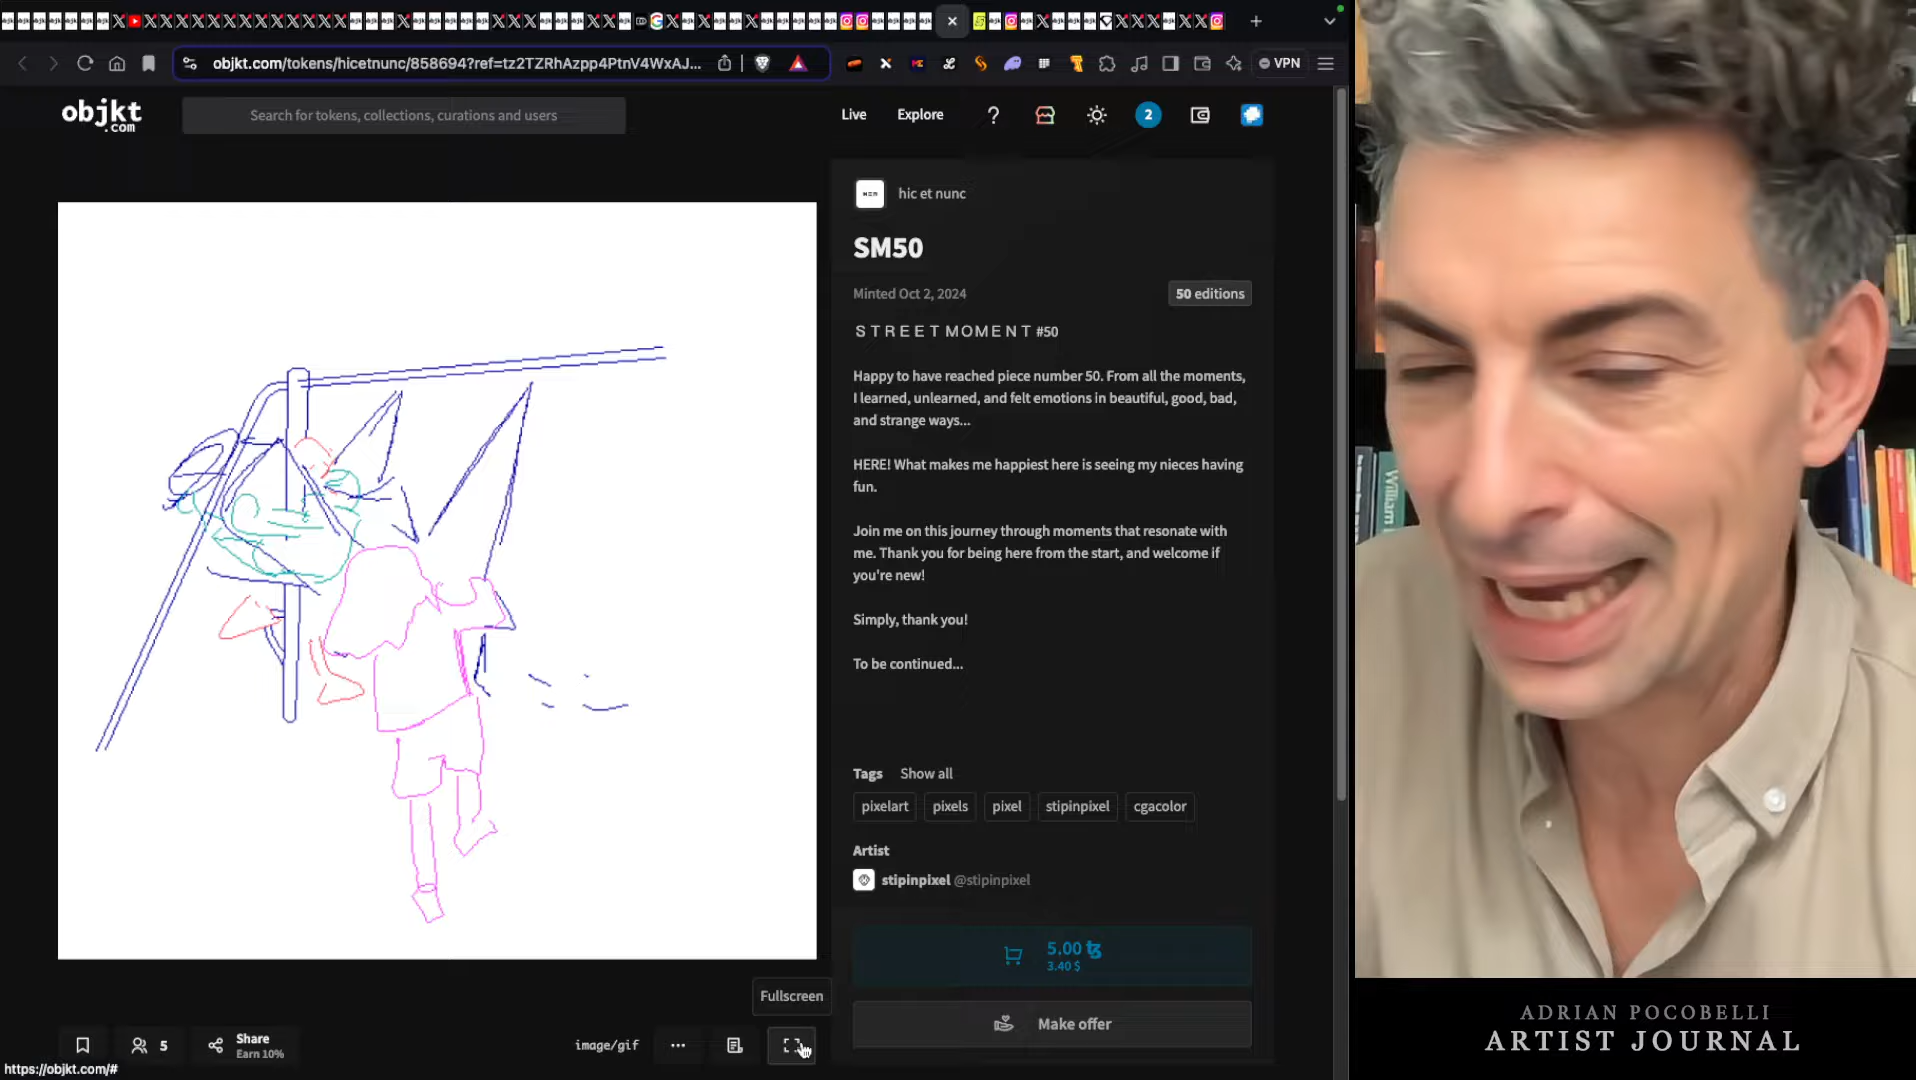 objkt.com/tokens/hicetnunc/858694?ref=tz2TZRhAzpp4PtnV4WxAJ...
VPN
objkt
.com
Search for tokens, collections, curations and users
Live
Explore
?
2
hic et nunc
SM50
Minted Oct 2, 2024
50 editions
S T R E E T M O M E N T #50
Happy to have reached piece number 50. From all the moments,
I learned, unlearned, and felt emotions in beautiful, good, bad,
and strange ways...
HERE! What makes me happiest here is seeing my nieces having
fun.
Join me on this journey through moments that resonate with
me. Thank you for being here from the start, and welcome if
you're new!
Simply, thank you!
To be continued...
Tags Show all
pixelart
pixels
pixel
stipinpixel
cgacolor
Artist
stipinpixel @stipinpixel
5.00 ꜩ
3.40 $
Make offer
Fullscreen
5
Share
Earn 10%
image/gif
https://objkt.com/#
William
ADRIAN POCOBELLI
ARTIST JOURNAL